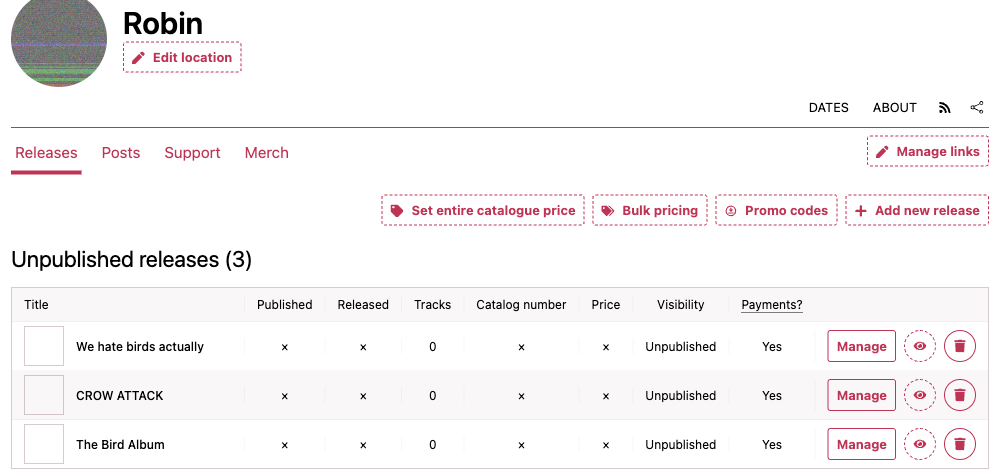 Robin
Edit location
DATES ABOUT
Releases Posts Support Merch Manage links
Set entire catalogue price Bulk pricing Promo codes Add new release
Unpublished releases (3)
Title Published Released Tracks Catalog number Price Visibility Payments?
We hate birds actually × × 0 × × Unpublished Yes Manage
CROW ATTACK × × 0 × × Unpublished Yes Manage
The Bird Album × × 0 × × Unpublished Yes Manage